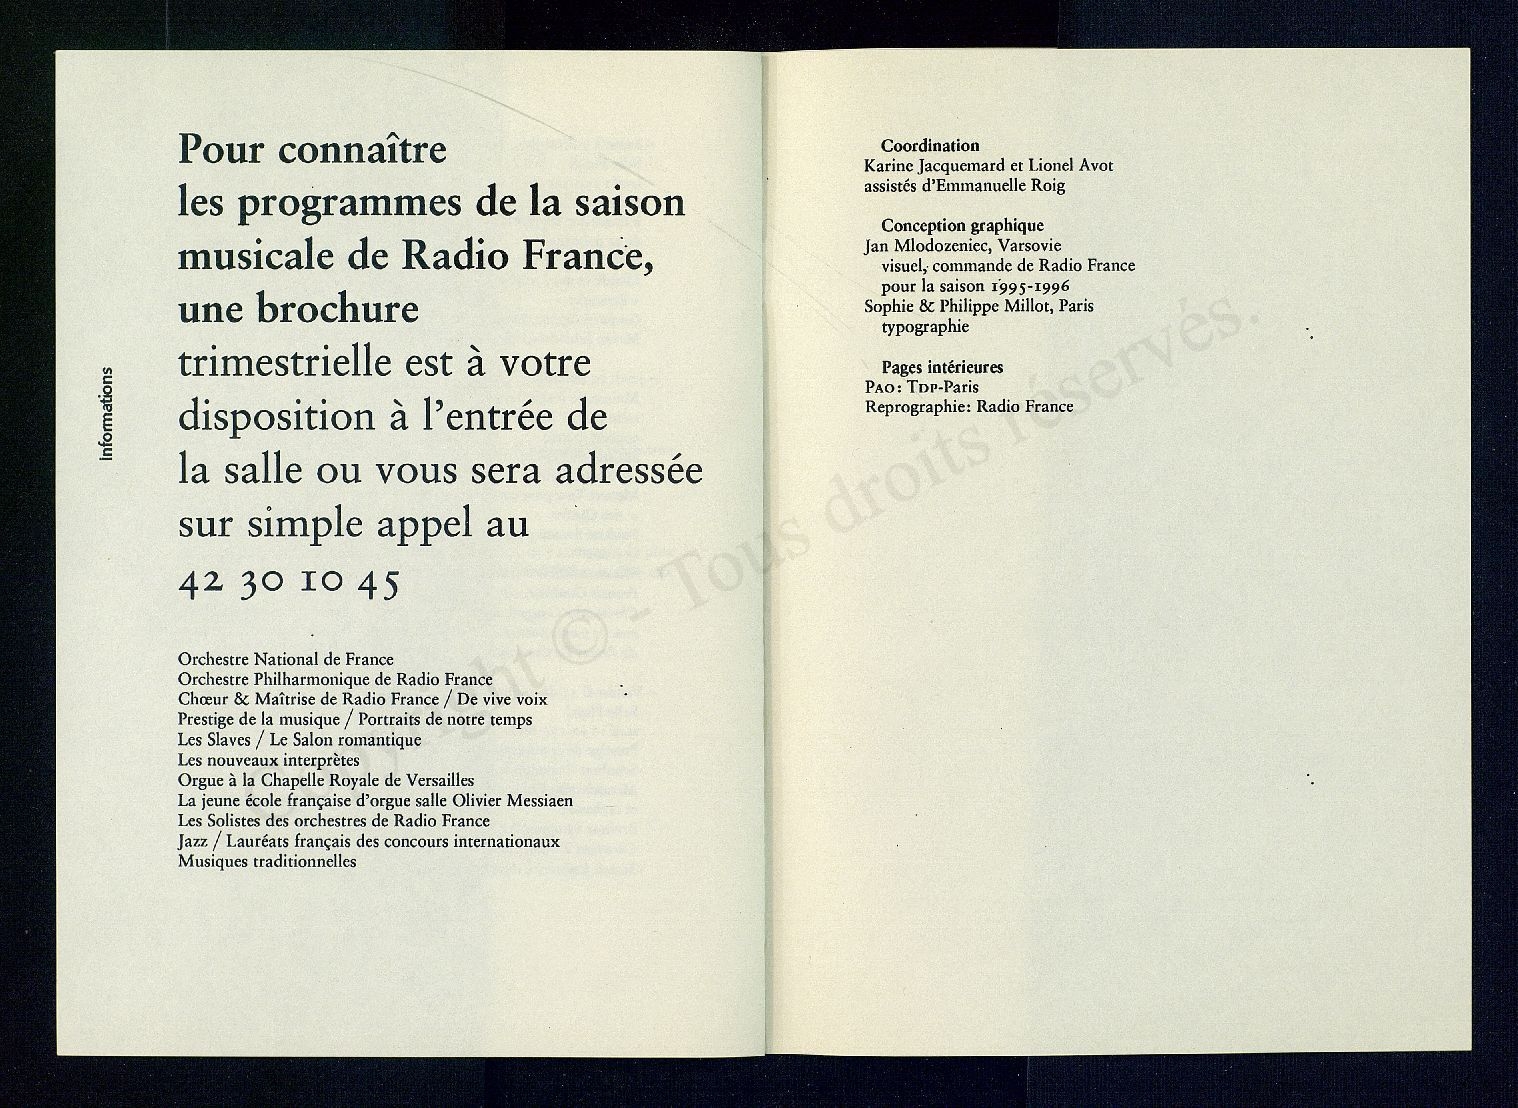 informations
Pour connaître
les programmes de la saison
musicale de Radio France,
une brochure
trimestrielle est à votre
disposition à l'entrée de
la salle ou vous sera adressée
sur simple appel au
42 30 10 45
Orchestre National de France
Orchestre Philharmonique de Radio France
Chœur & Maîtrise de Radio France / De vive voix
Prestige de la musique / Portraits de notre temps
Les Slaves / Le Salon romantique
Les nouveaux interprètes
Orgue à la Chapelle Royale de Versailles
La jeune école française d'orgue salle Olivier Messiaen
Les Solistes des orchestres de Radio France
Jazz / Lauréats français des concours internationaux
Musiques traditionnelles
Coordination
Karine Jacquemard et Lionel Avot
assistés d'Emmanuelle Roig
Conception graphique
Jan Mlodozeniec, Varsovie
visuel, commande de Radio France
pour la saison 1995-1996
Sophie & Philippe Millot, Paris
typographie
Pages intérieures
PAO: TDP-Paris
Reprographie: Radio France
Copyright © - Tous droits réservés.